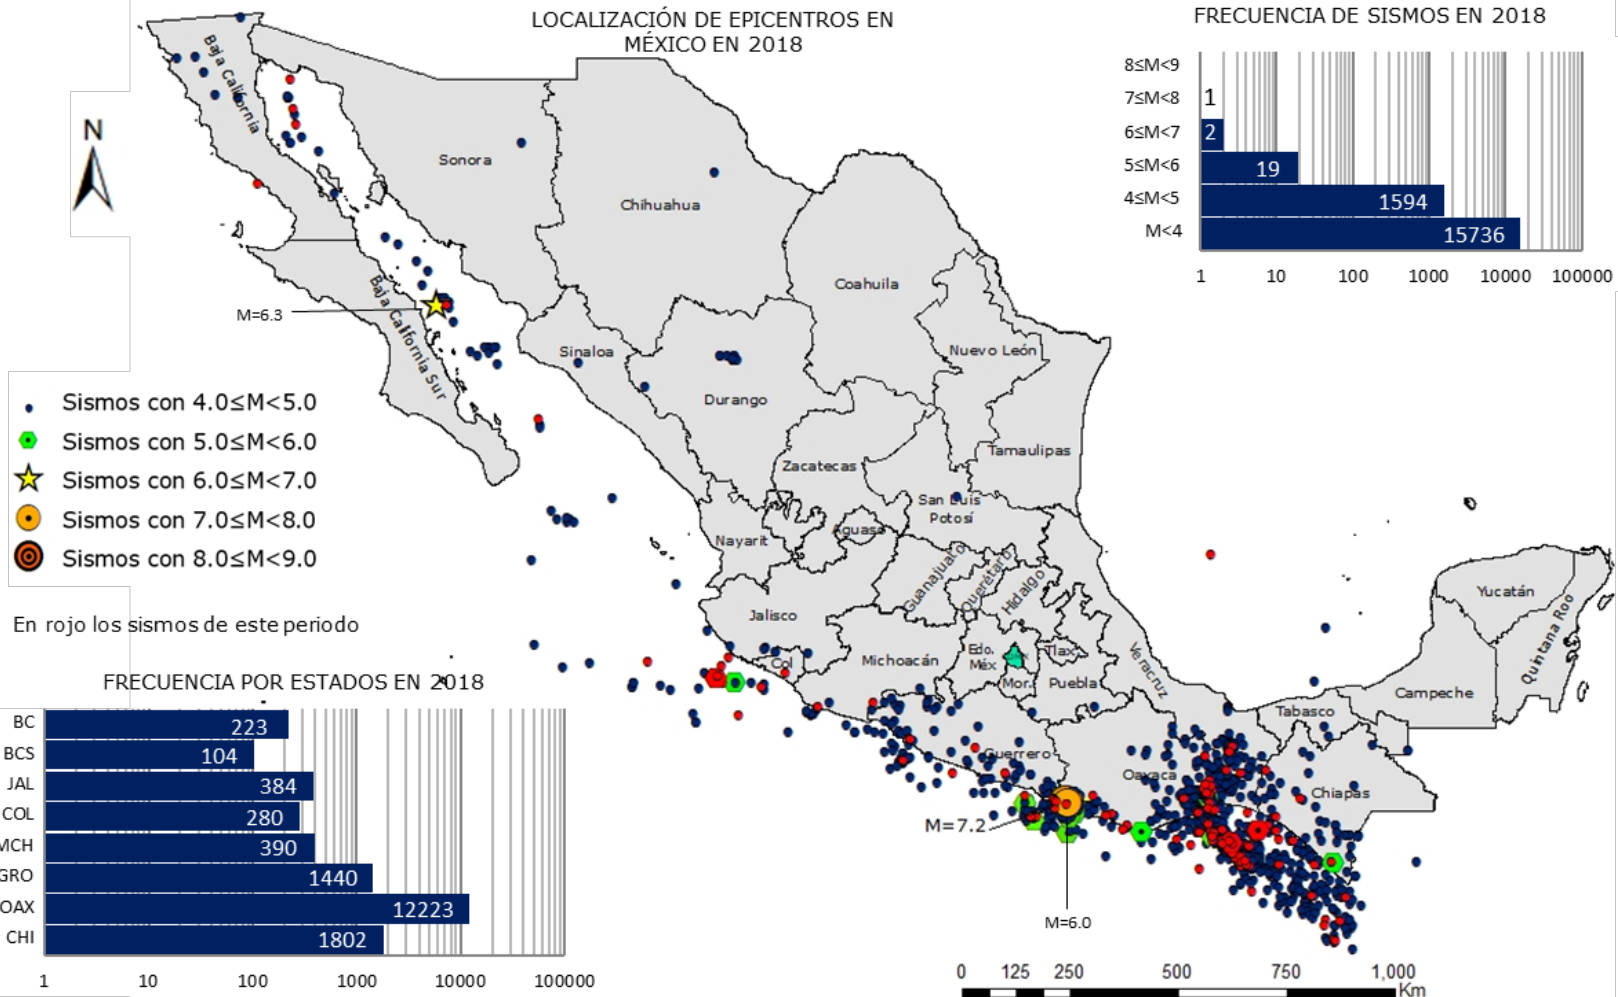 LOCALIZACIÓN DE EPICENTROS EN
MÉXICO EN 2018
FRECUENCIA DE SISMOS EN 2018
8≤M<9
7≤M<8
1
6≤M<7
2
5≤M<6
19
4≤M<5
1594
M<4
15736
1
10
100
1000
10000
100000
N
Baja California
Sonora
Chihuahua
Coahuila
Baja California Sur
M=6.3
Sinaloa
Nuevo León
Durango
Tamaulipas
Zacatecas
San Luis
Potosí
Aguasc
Nayarit
Guanajuato
Querétaro
Hidalgo
Jalisco
Yucatán
Quintana Roo
Campeche
Col
Michoacán
Edo.
Méx
Tlax.
Mor.
Puebla
Veracruz
Tabasco
Guerrero
Oaxaca
Chiapas
M=7.2
M=6.0
Sismos con 4.0≤M<5.0
Sismos con 5.0≤M<6.0
Sismos con 6.0≤M<7.0
Sismos con 7.0≤M<8.0
Sismos con 8.0≤M<9.0
En rojo los sismos de este periodo
FRECUENCIA POR ESTADOS EN 2018
BC
223
BCS
104
JAL
384
COL
280
MCH
390
GRO
1440
OAX
12223
CHI
1802
1
10
100
1000
10000
100000
0
125
250
500
750
1,000
Km